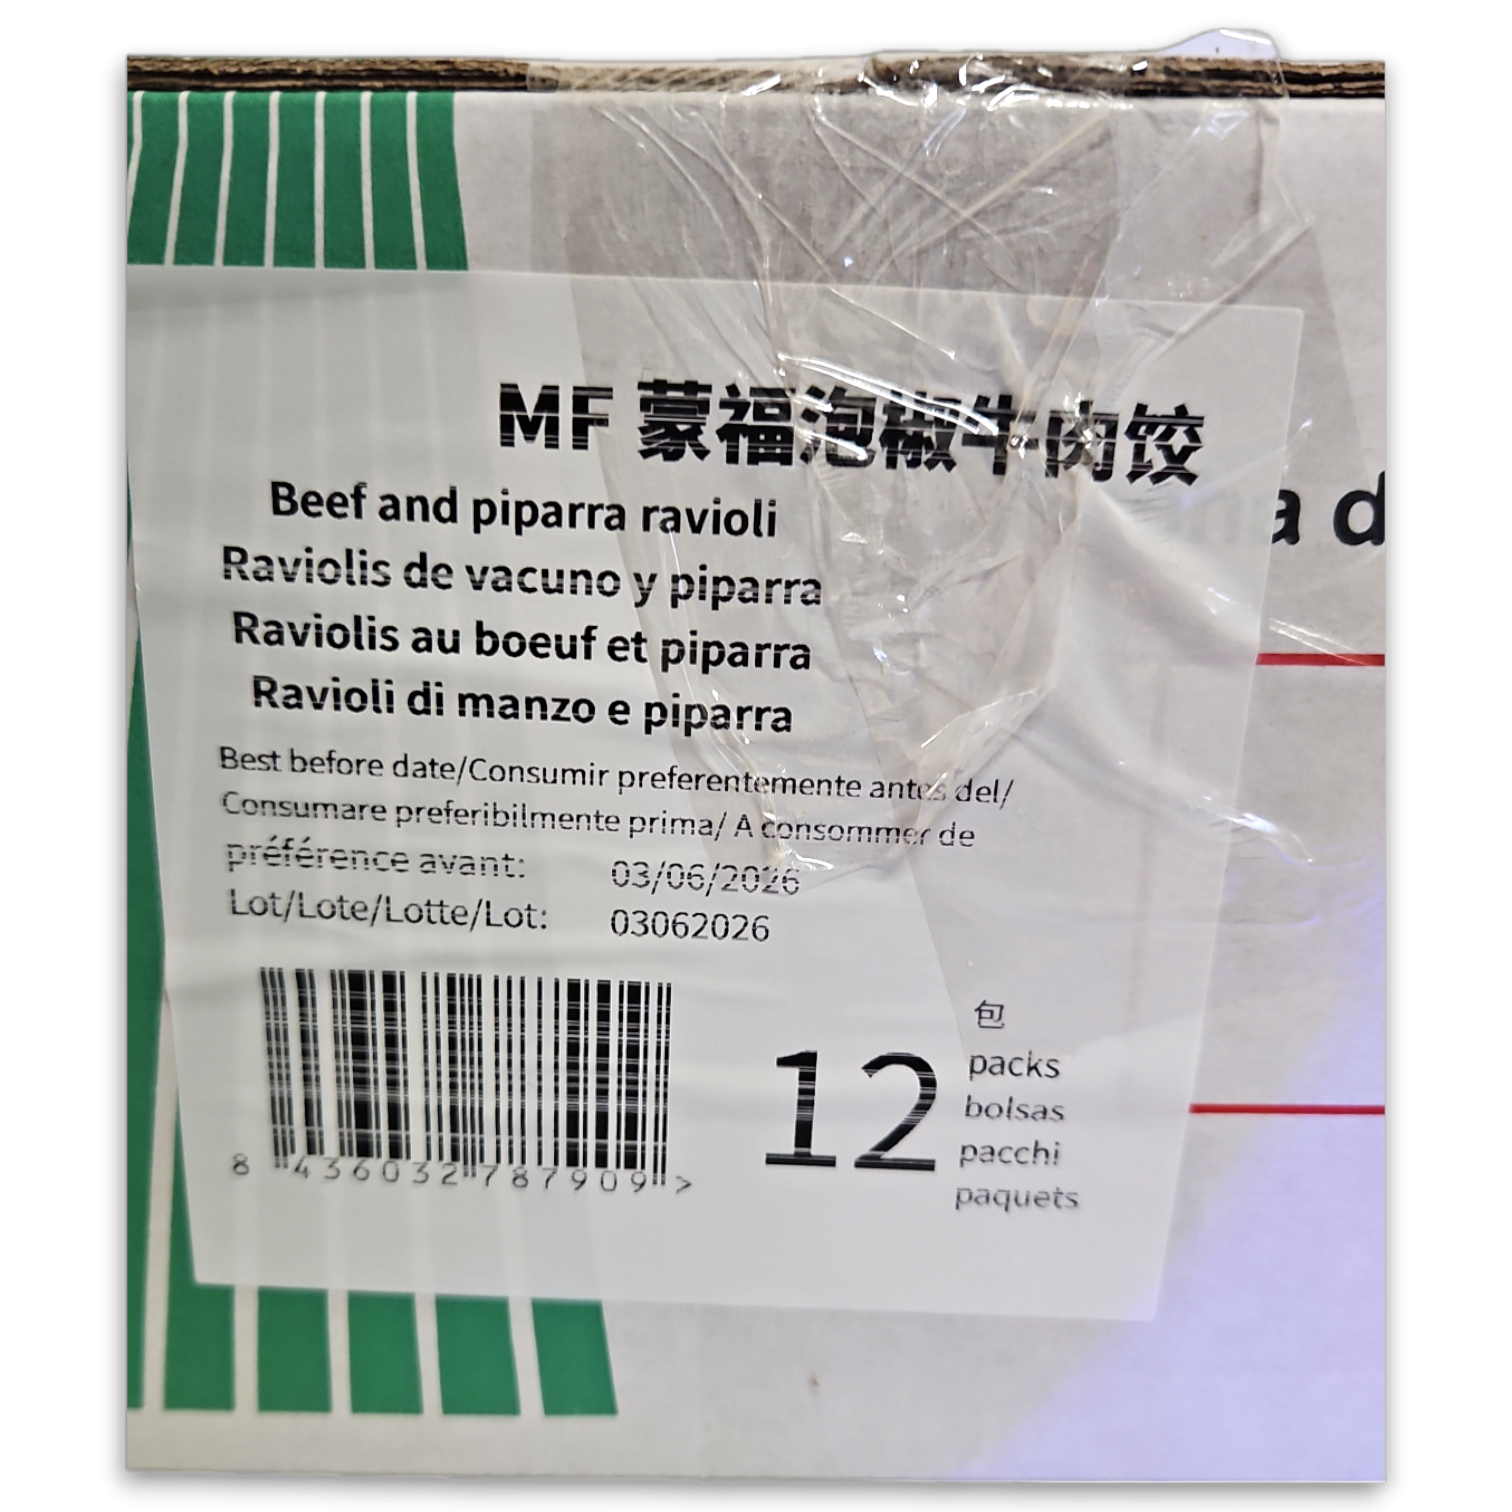 MF 蒙福泡椒牛肉饺
Beef and piparra ravioli
Raviolis de vacuno y piparra
Raviolis au boeuf et piparra
Ravioli di manzo e piparra
a d
Best before date/Consumir preferentemente antes del/
Consumare preferibilmente prima/ A consommer de
préférence avant: 03/06/2026
Lot/Lote/Lotte/Lot: 03062026
8 436032 787909 >
12
包
packs
bolsas
pacchi
paquets